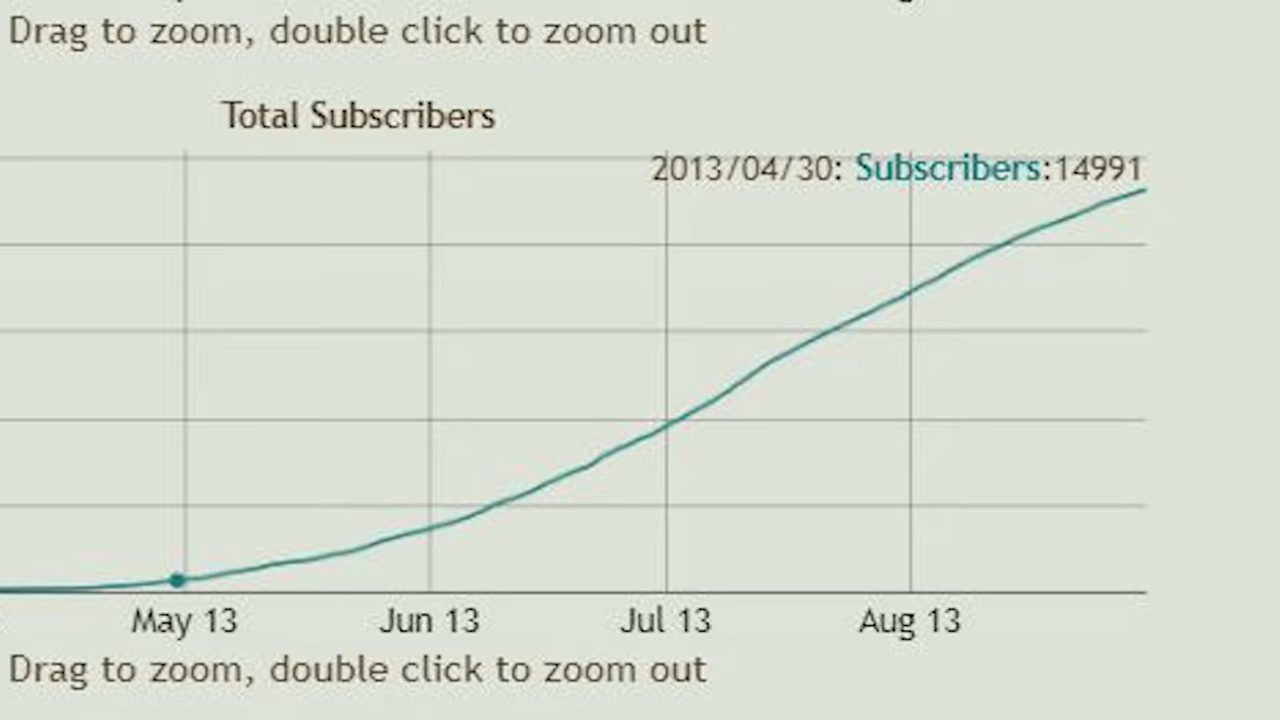 Drag to zoom, double click to zoom out
Total Subscribers
2013/04/30: Subscribers:14991
May 13 Jun 13 Jul 13 Aug 13
Drag to zoom, double click to zoom out